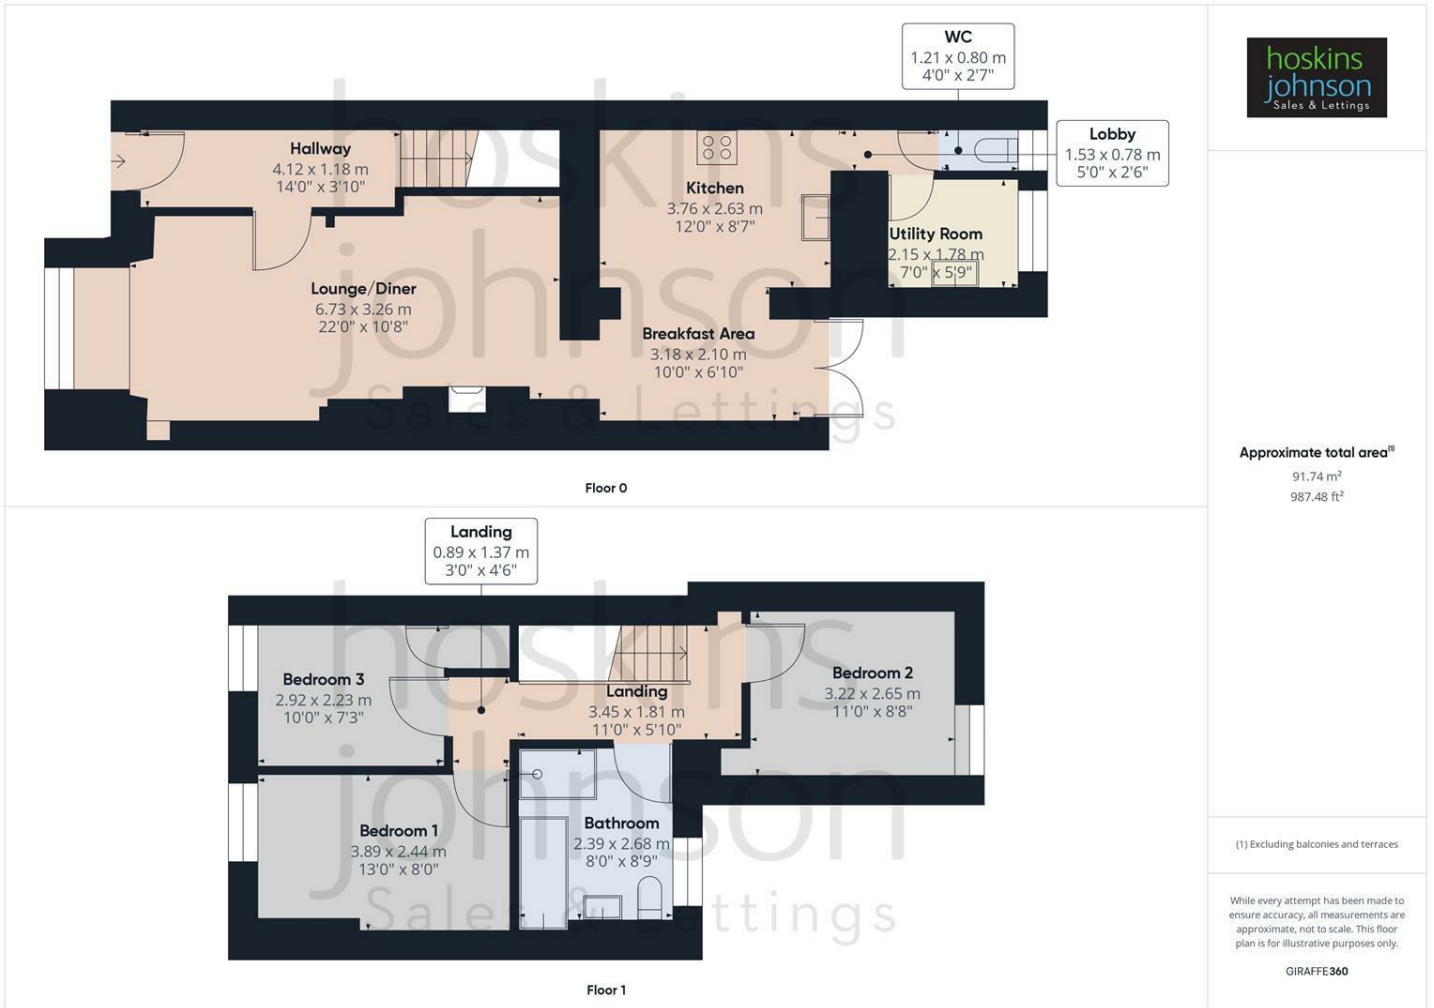 WC
1.21 x 0.80 m
4'0" x 2'7"
Lobby
1.53 x 0.78 m
5'0" x 2'6"
Hallway
4.12 x 1.18 m
14'0" x 3'10"
Kitchen
3.76 x 2.63 m
12'0" x 8'7"
Utility Room
2.15 x 1.78 m
7'0" x 5'9"
Lounge/Diner
6.73 x 3.26 m
22'0" x 10'8"
Breakfast Area
3.18 x 2.10 m
10'0" x 6'10"
hoskins
johnson
Sales & Lettings
Floor 0
Landing
0.89 x 1.37 m
3'0" x 4'6"
Bedroom 3
2.92 x 2.23 m
10'0" x 7'3"
Landing
3.45 x 1.81 m
11'0" x 5'10"
Bedroom 2
3.22 x 2.65 m
11'0" x 8'8"
Bedroom 1
3.89 x 2.44 m
13'0" x 8'0"
Bathroom
2.39 x 2.68 m
8'0" x 8'9"
hoskins
johnson
Sales & Lettings
Floor 1
hoskins
johnson
Sales & Lettings
Approximate total area(1)
91.74 m²
987.48 ft²
(1) Excluding balconies and terraces
While every attempt has been made to
ensure accuracy, all measurements are
approximate, not to scale. This floor
plan is for illustrative purposes only.
GIRAFFE360